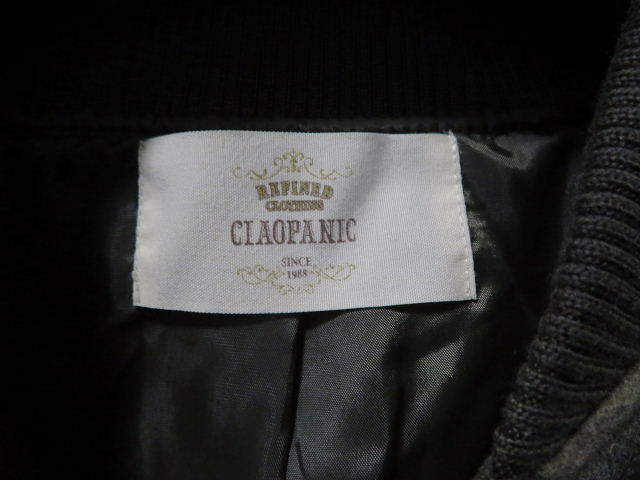 REFINED
CLOTHING
CIAOPANIC
SINCE
1988